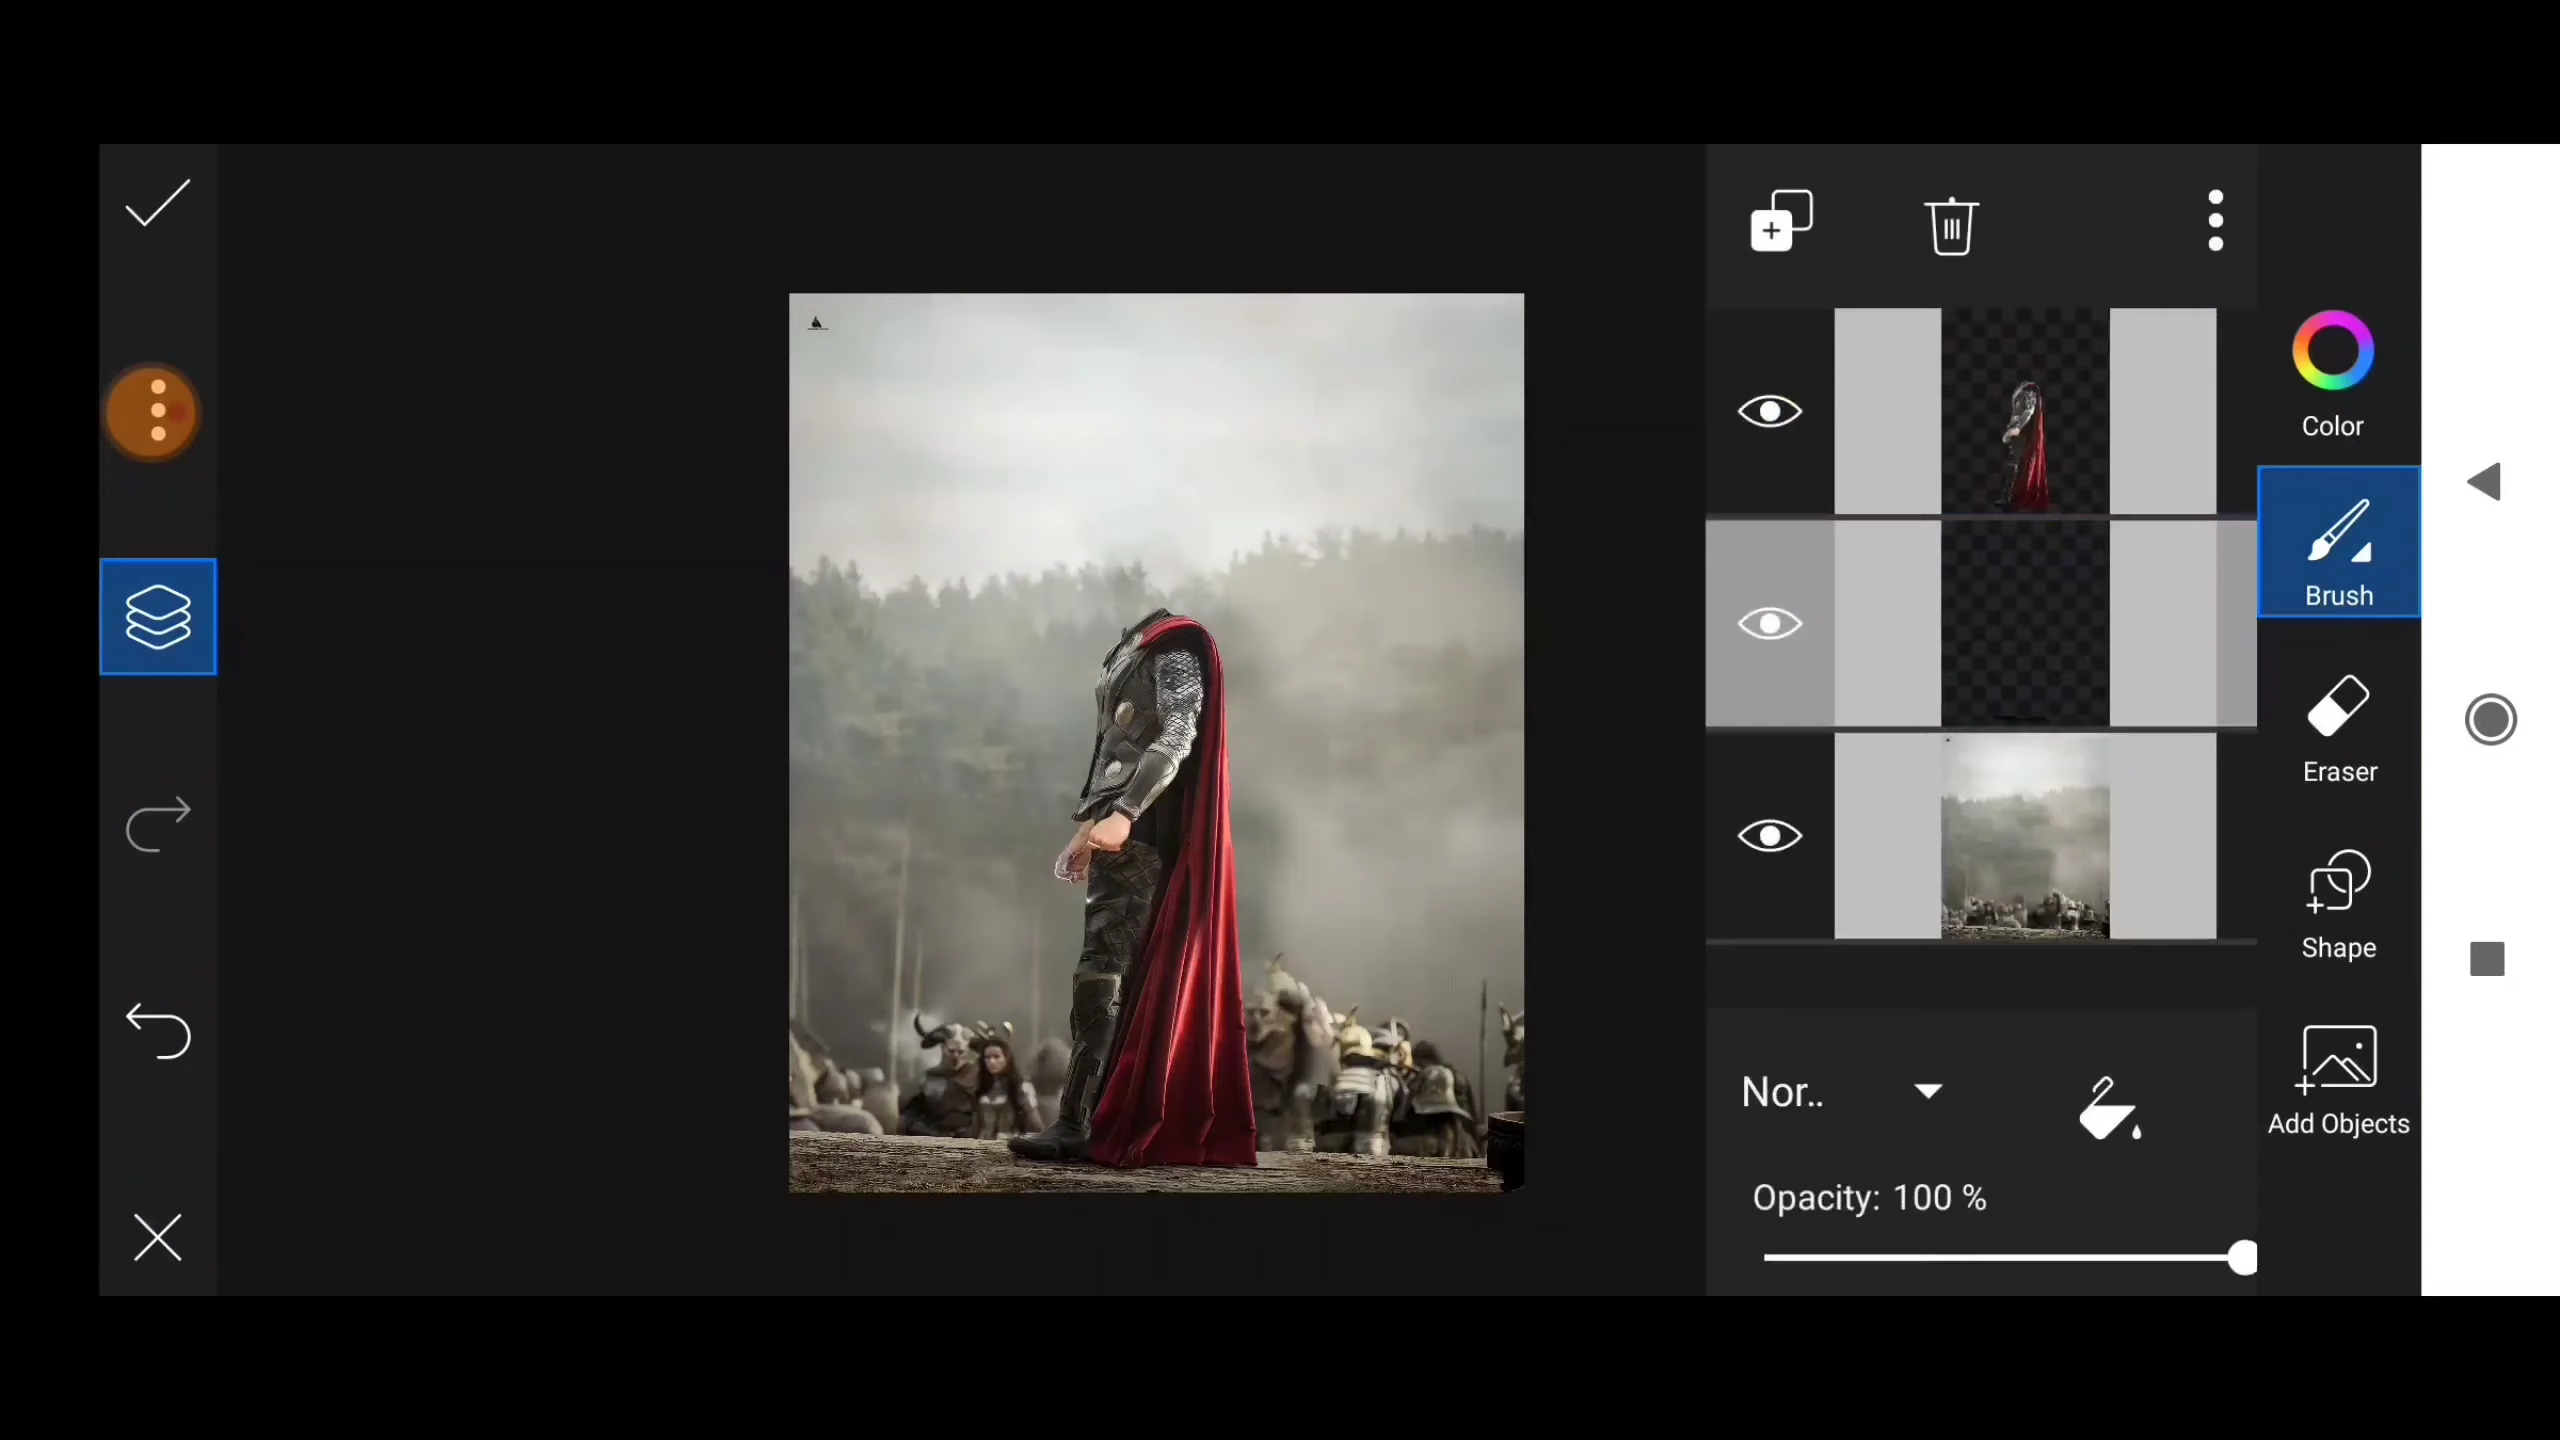 Color
Brush
Eraser
Shape
Add Objects
Nor..
Opacity: 100 %